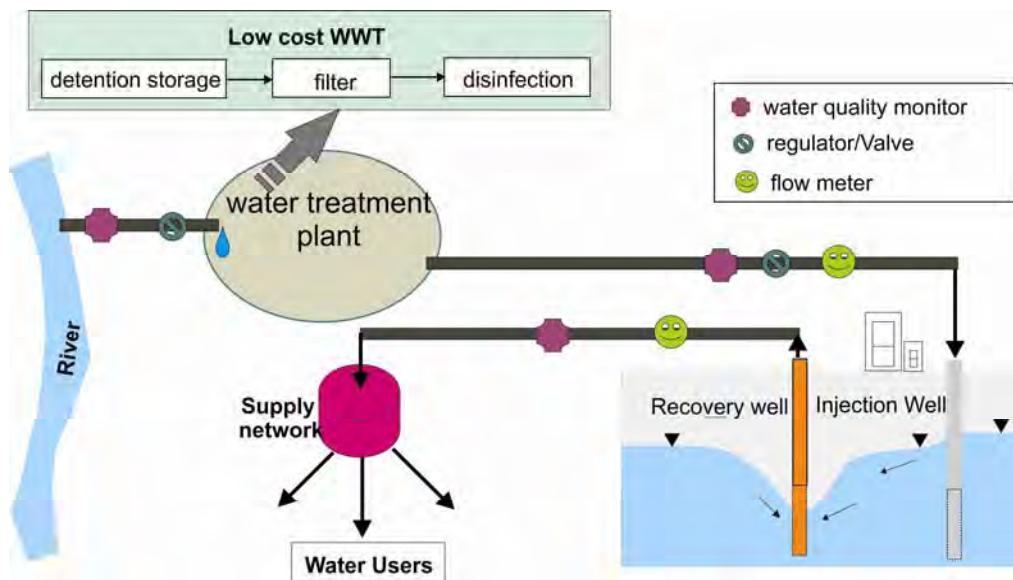 Low cost WWT
detention storage
filter
disinfection
water quality monitor
regulator/Valve
flow meter
water treatment
plant
River
Supply
network
Recovery well
Injection Well
Water Users